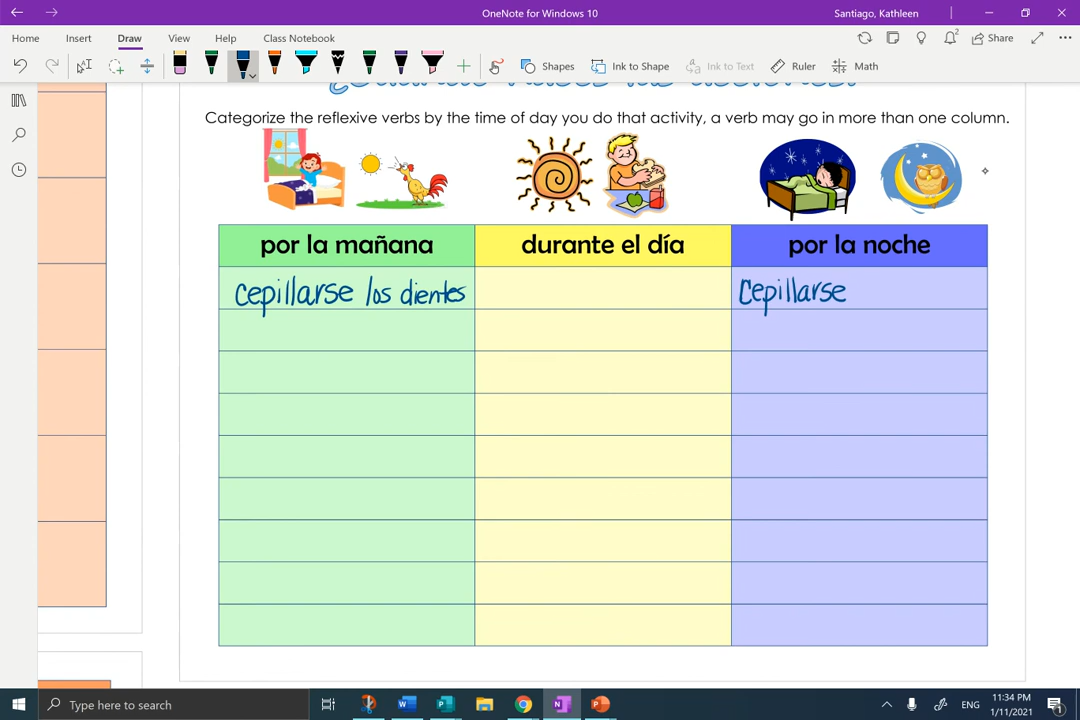 OneNote for Windows 10
Santiago, Kathleen
Home Insert Draw View Help Class Notebook
Share
Shapes Ink to Shape Ink to Text Ruler Math
Categorize the reflexive verbs by the time of day you do that activity, a verb may go in more than one column.
por la mañana durante el día por la noche
cepillarse los dientes Cepillarse
Type here to search
ENG
11:34 PM
1/11/2021